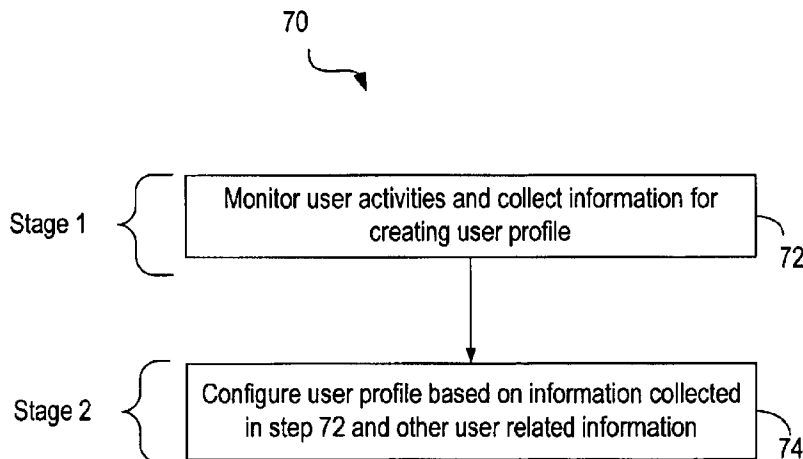 70
Stage 1
Monitor user activities and collect information for
creating user profile
72
Stage 2
Configure user profile based on information collected
in step 72 and other user related information
74